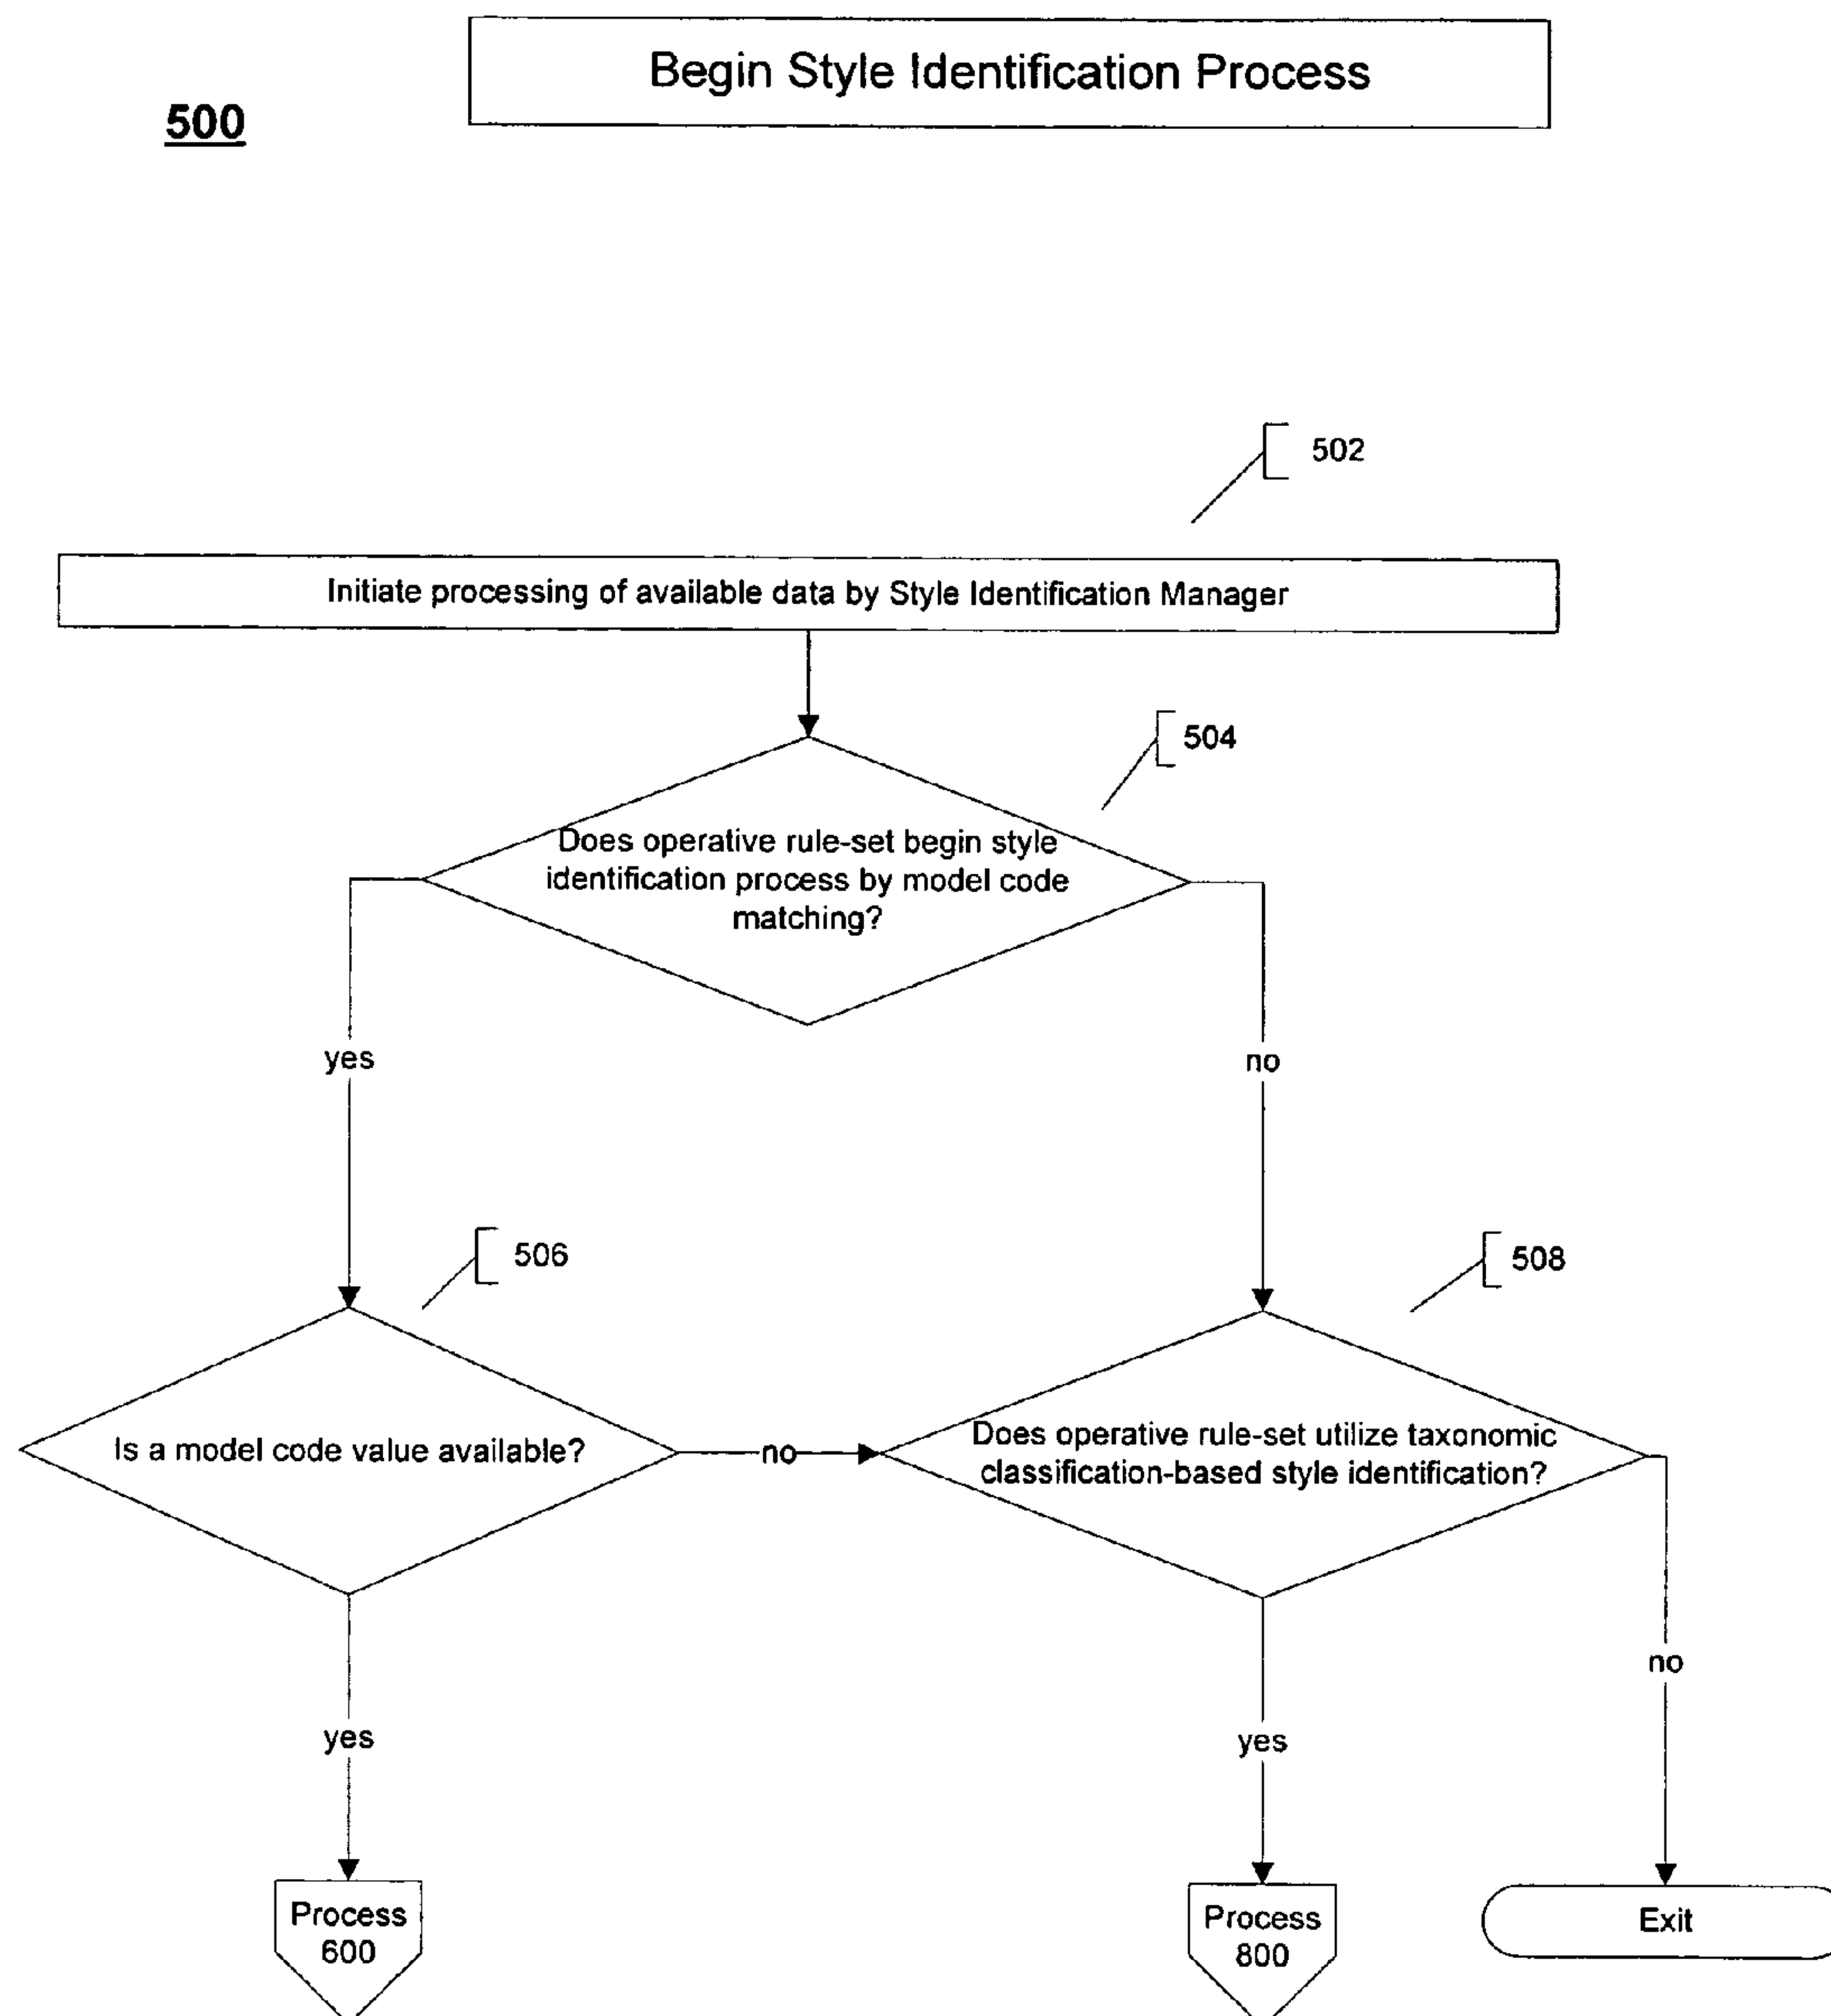 Begin Style Identification Process
500
502
Initiate processing of available data by Style Identification Manager
504
Does operative rule-set begin style
identification process by model code
matching?
yes
no
506
508
Is a model code value available?
no
Does operative rule-set utilize taxonomic
classification-based style identification?
no
yes
yes
Process
600
Process
800
Exit